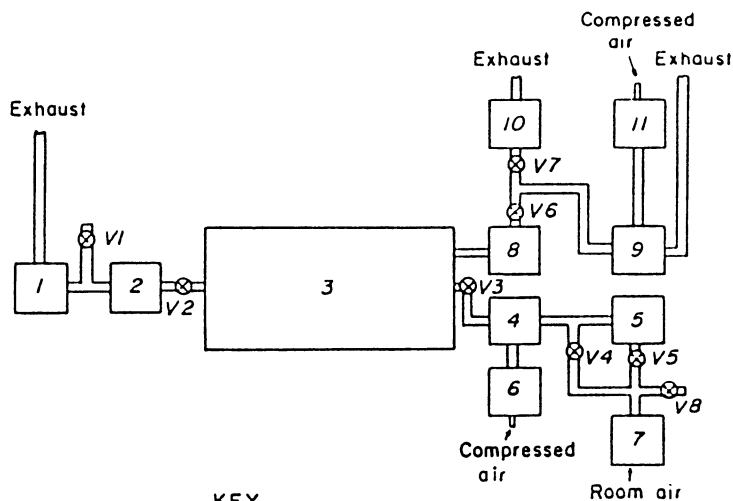 Compressed
air
Exhaust
Exhaust
Exhaust
10
11
V7
V6
V1
8
9
1
2
V2
3
V3
4
5
V4
V5
6
V8
7
Compressed
air
Room air
KEY